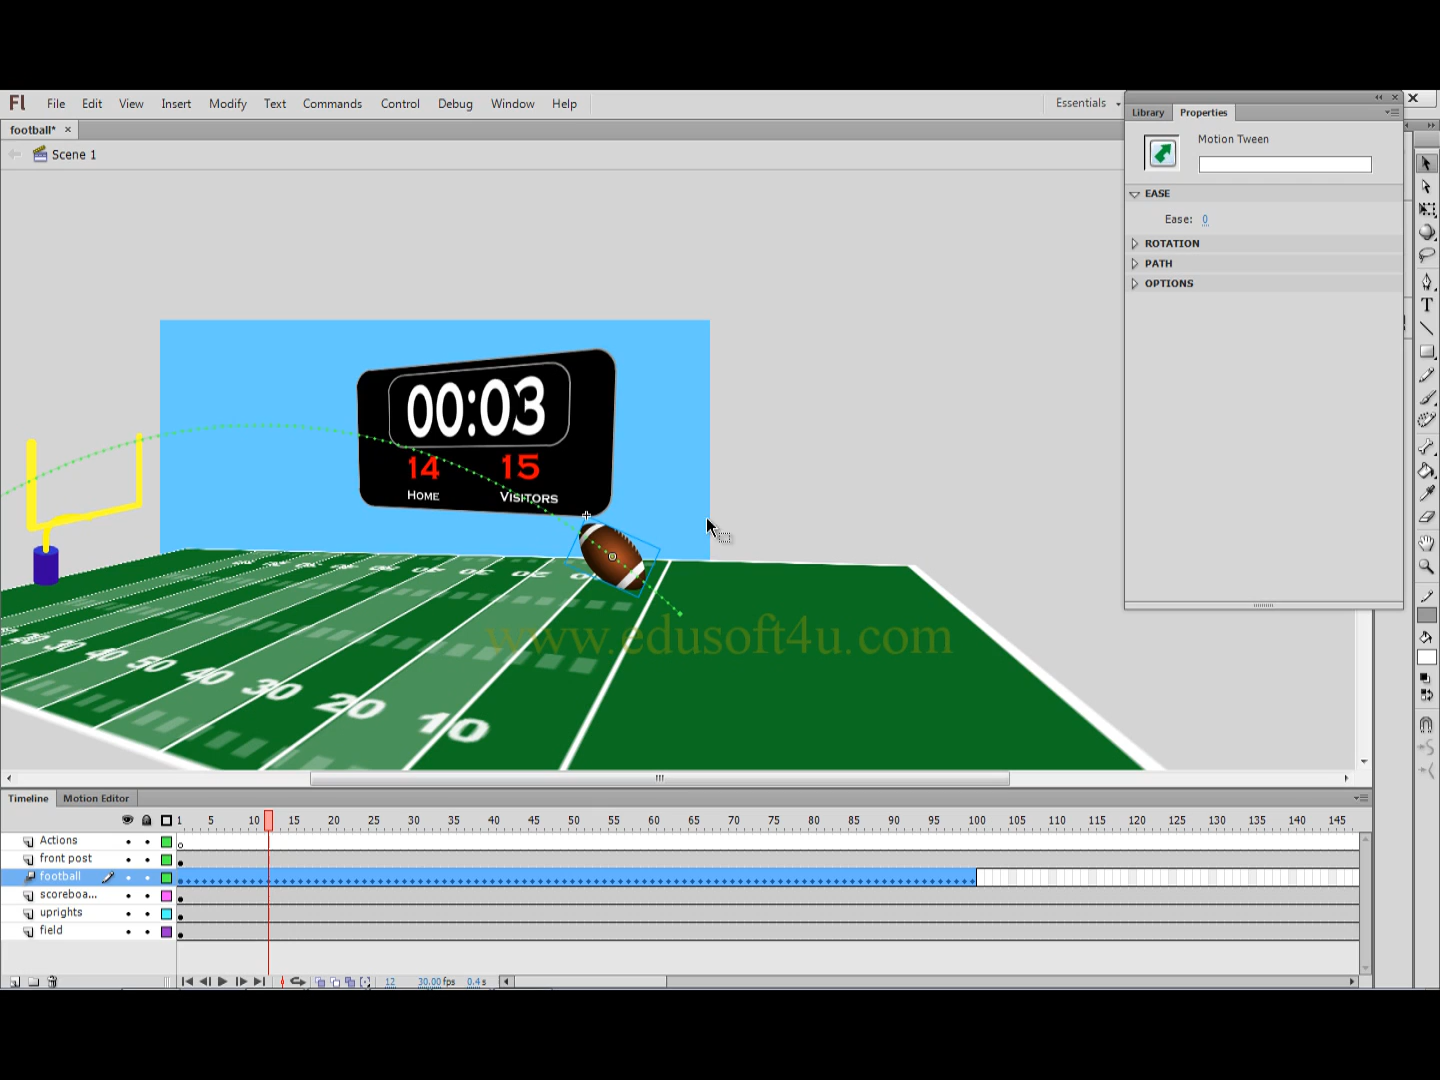 Fl File Edit View Insert Modify Text Commands Control Debug Window Help Essentials
football* ×
Scene 1
Library Properties
Motion Tween
EASE
Ease: 0
ROTATION
PATH
OPTIONS
00:03
14 15
HOME VISITORS
20 30 40 50 40 30 20 10
www.edusoft4u.com
Timeline Motion Editor
1 5 10 15 20 25 30 35 40 45 50 55 60 65 70 75 80 85 90 95 100 105 110 115 120 125 130 135 140 145
Actions
front post
football
scoreboa...
uprights
field
12 30.00 fps 0.4 s